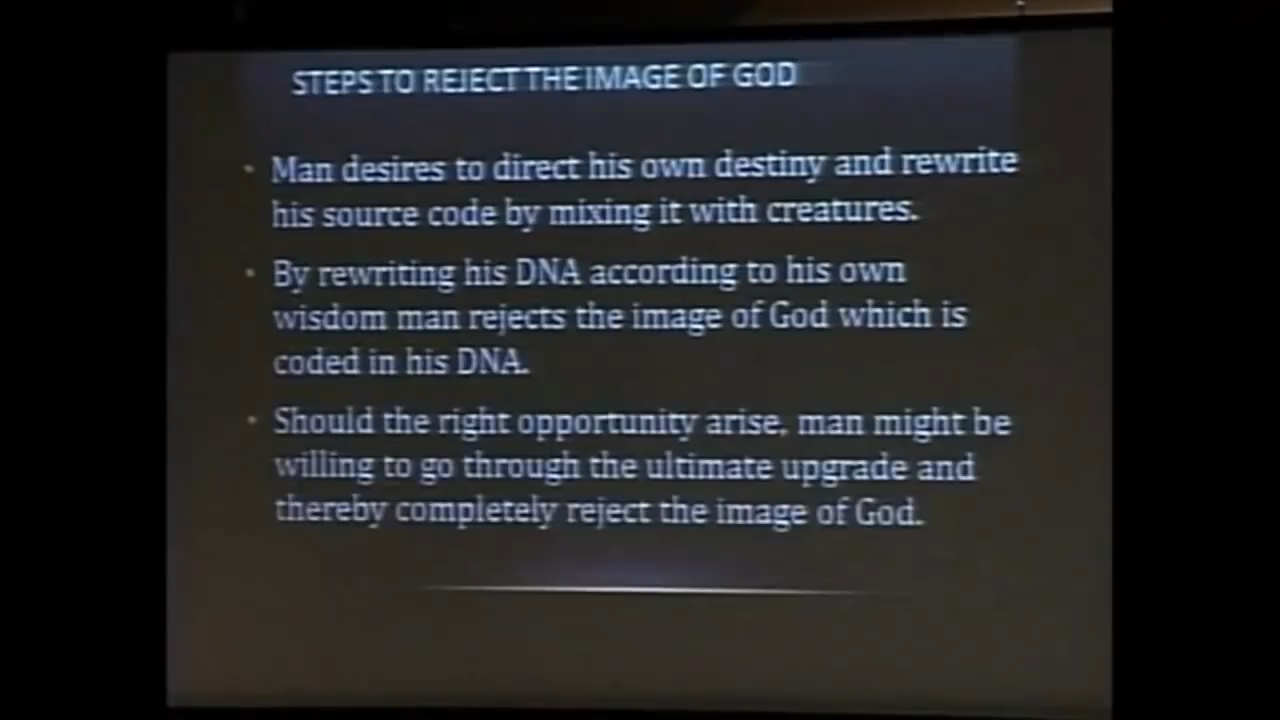 STEPS TO REJECT THE IMAGE OF GOD
• Man desires to direct his own destiny and rewrite
his source code by mixing it with creatures.
• By rewriting his DNA according to his own
wisdom man rejects the image of God which is
coded in his DNA.
• Should the right opportunity arise, man might be
willing to go through the ultimate upgrade and
thereby completely reject the image of God.